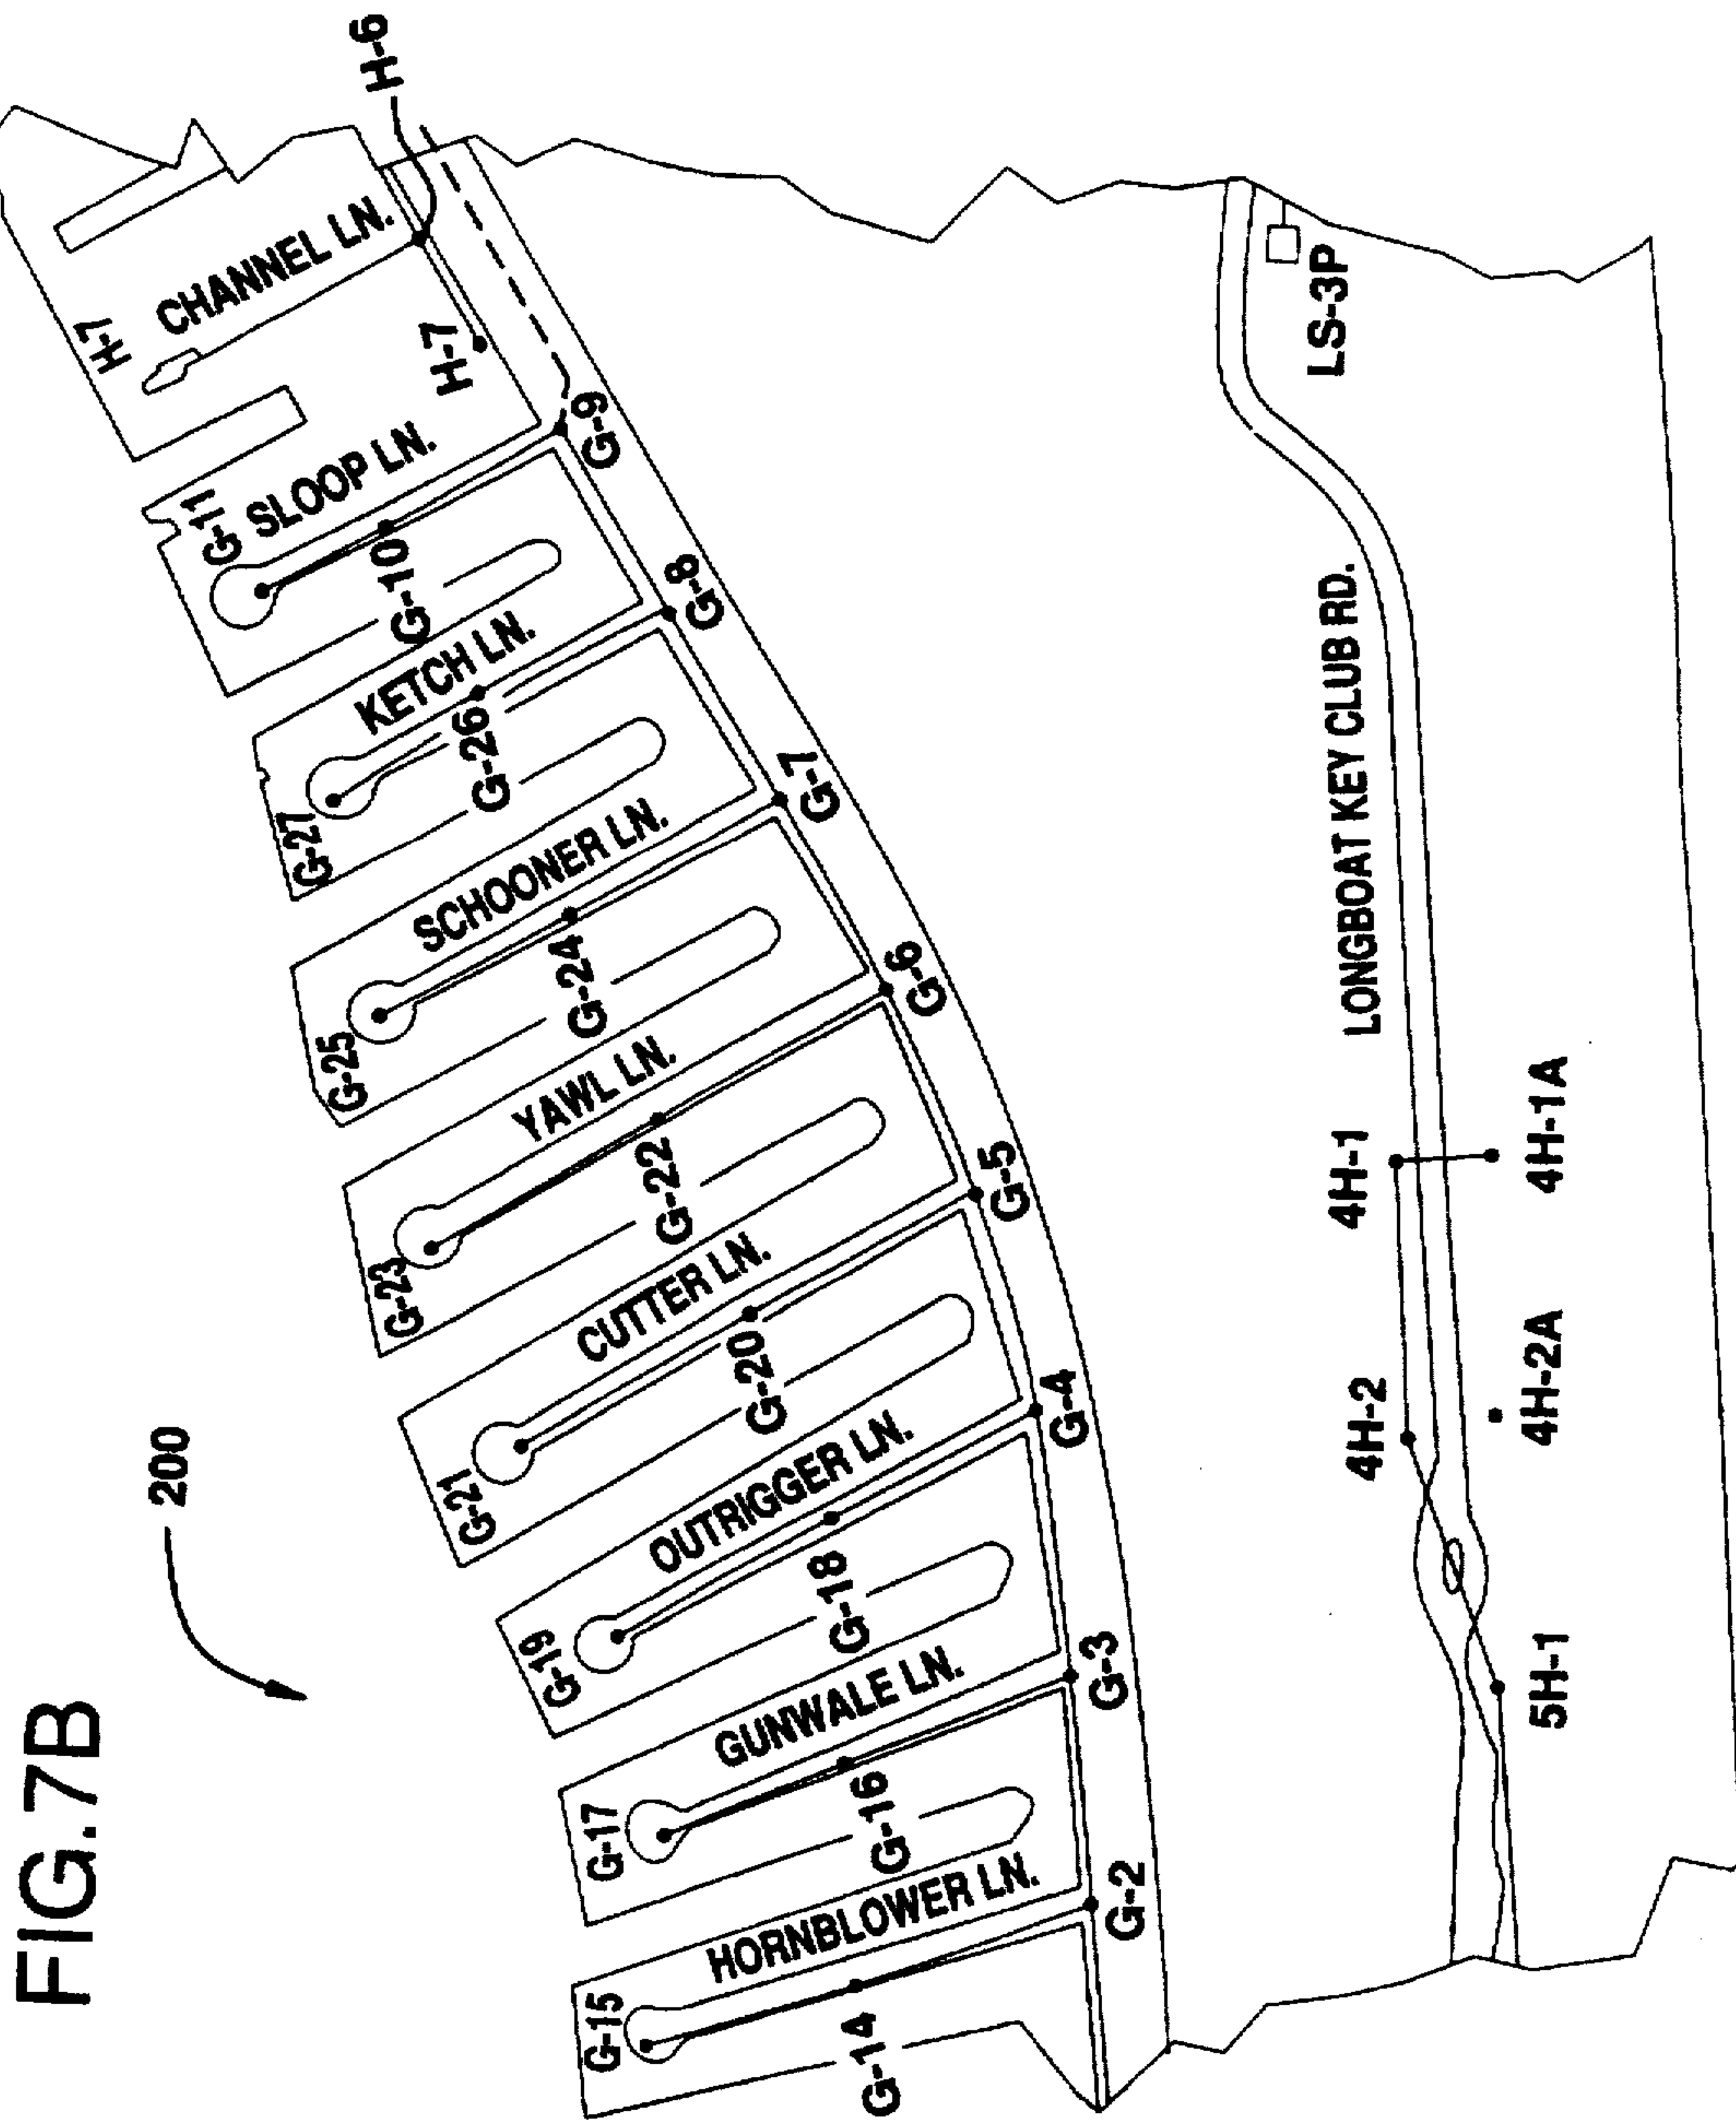 FIG.7B
200
G-15
G-14
HORNBLOWER LN.
G-2
G-17
G-16
GUNWALE LN.
G-3
G-19
G-18
OUTRIGGER LN.
G-4
G-21
G-20
CUTTER LN.
G-5
G-23
G-22
YAWL LN.
G-6
G-25
G-24
SCHOONER LN.
G-7
G-27
G-26
KETCH LN.
G-8
G-11
G-10
SLOOP LN.
G-9
H-7
CHANNEL LN.
H-7
H-6
5H-1
4H-2
4H-2A
4H-1
4H-1A
LONGBOAT KEY CLUB RD.
LS-3P